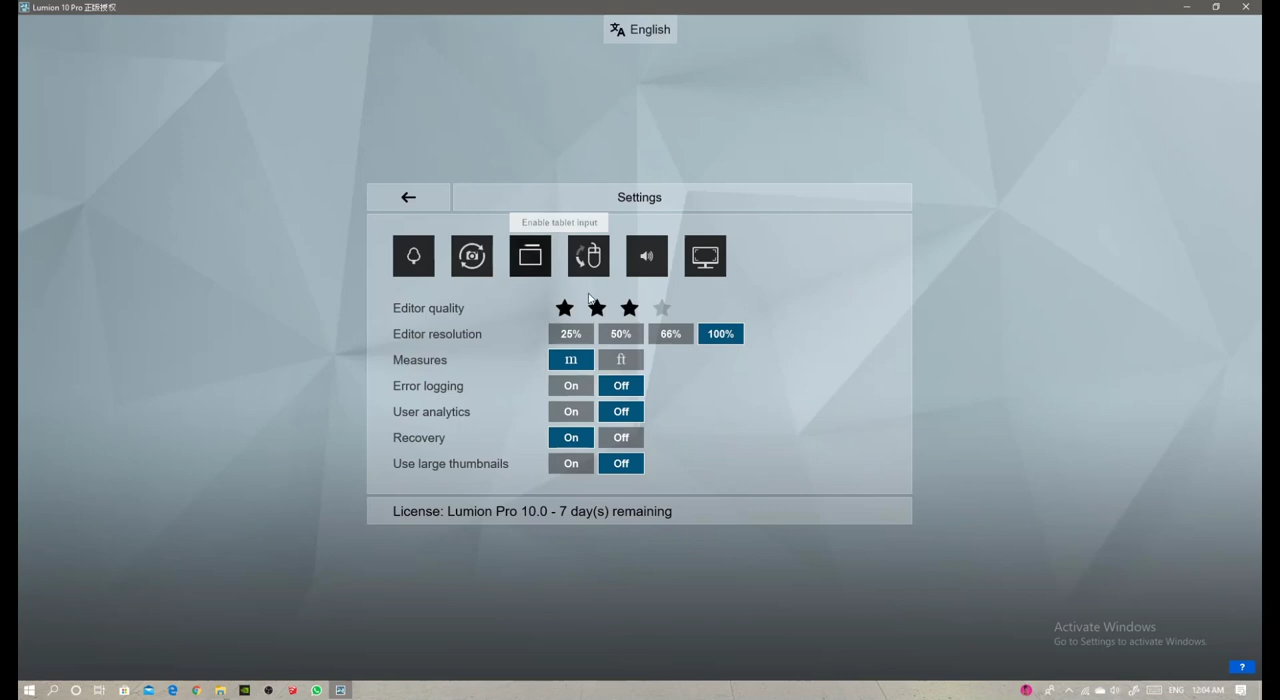 Lumion 10 Pro 正版授权
English
Settings
Enable tablet input
Editor quality
Editor resolution 25% 50% 66% 100%
Measures m ft
Error logging On Off
User analytics On Off
Recovery On Off
Use large thumbnails On Off
License: Lumion Pro 10.0 - 7 day(s) remaining
Activate Windows
Go to Settings to activate Windows.
?
ENG 12:04 AM